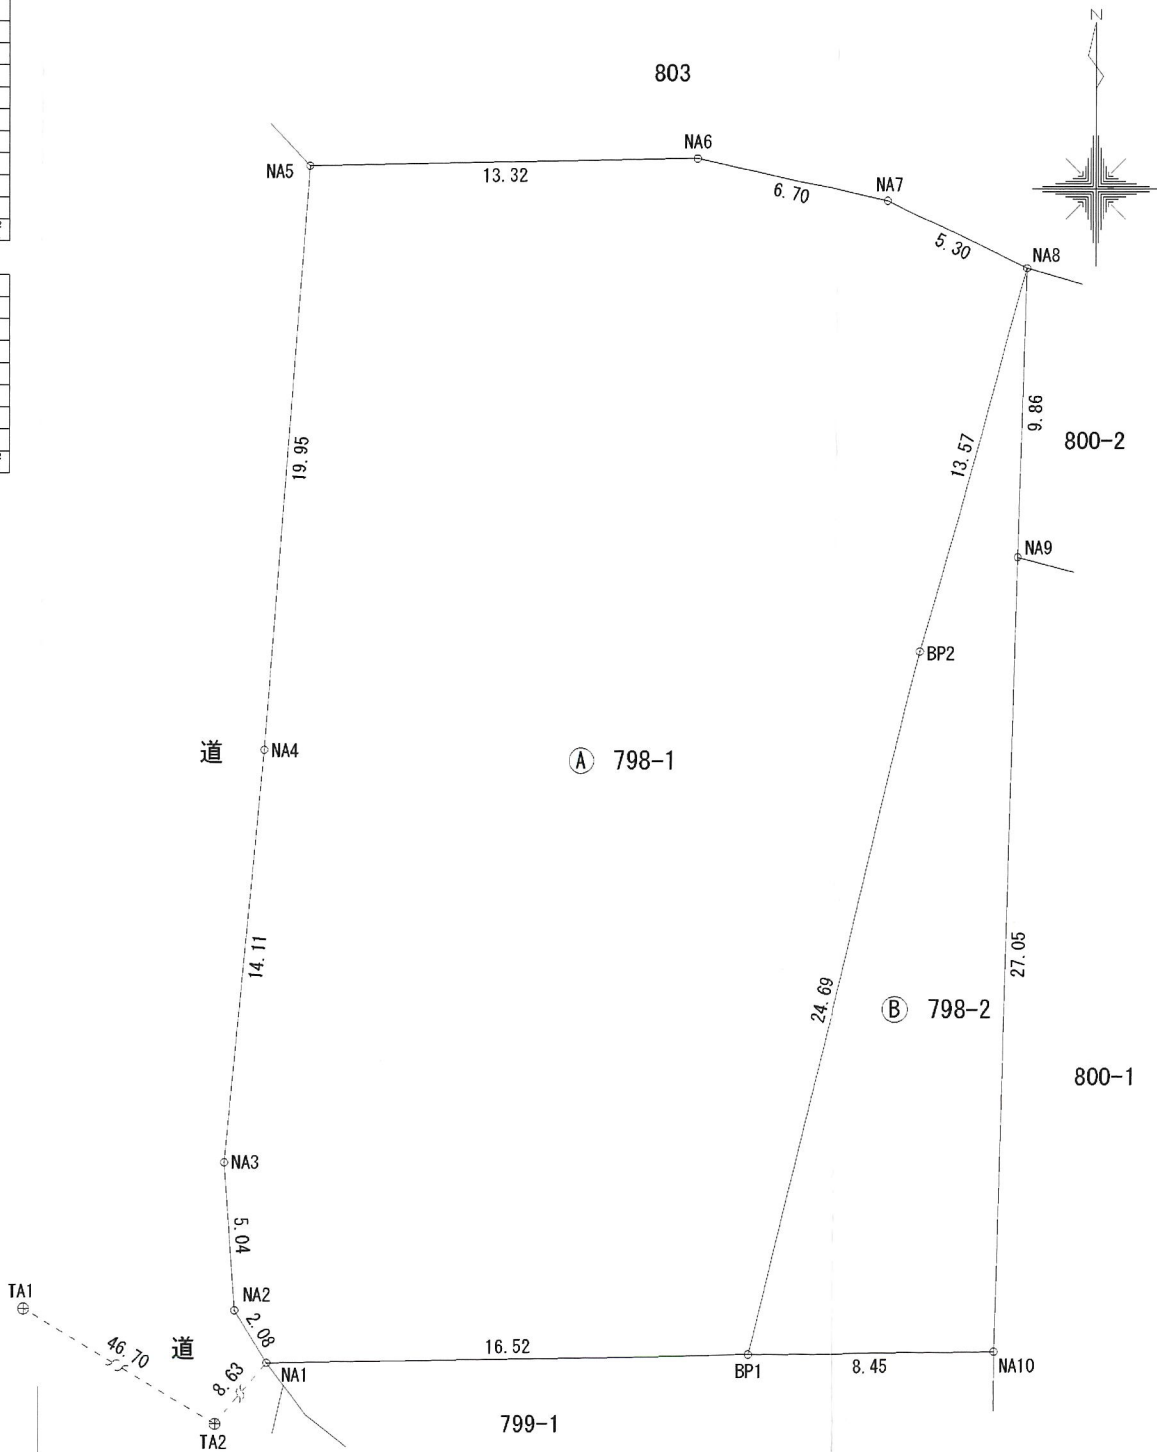 N
803
NA5
13.32
NA6
6.70
NA7
5.30
NA8
19.95
13.57
9.86
800-2
NA9
BP2
道
NA4
Ⓐ 798-1
14.11
24.69
27.05
Ⓑ 798-2
800-1
NA3
5.04
TA1
NA2
2.08
46.70
道
8.63
NA1
16.52
BP1
8.45
NA10
TA2
799-1